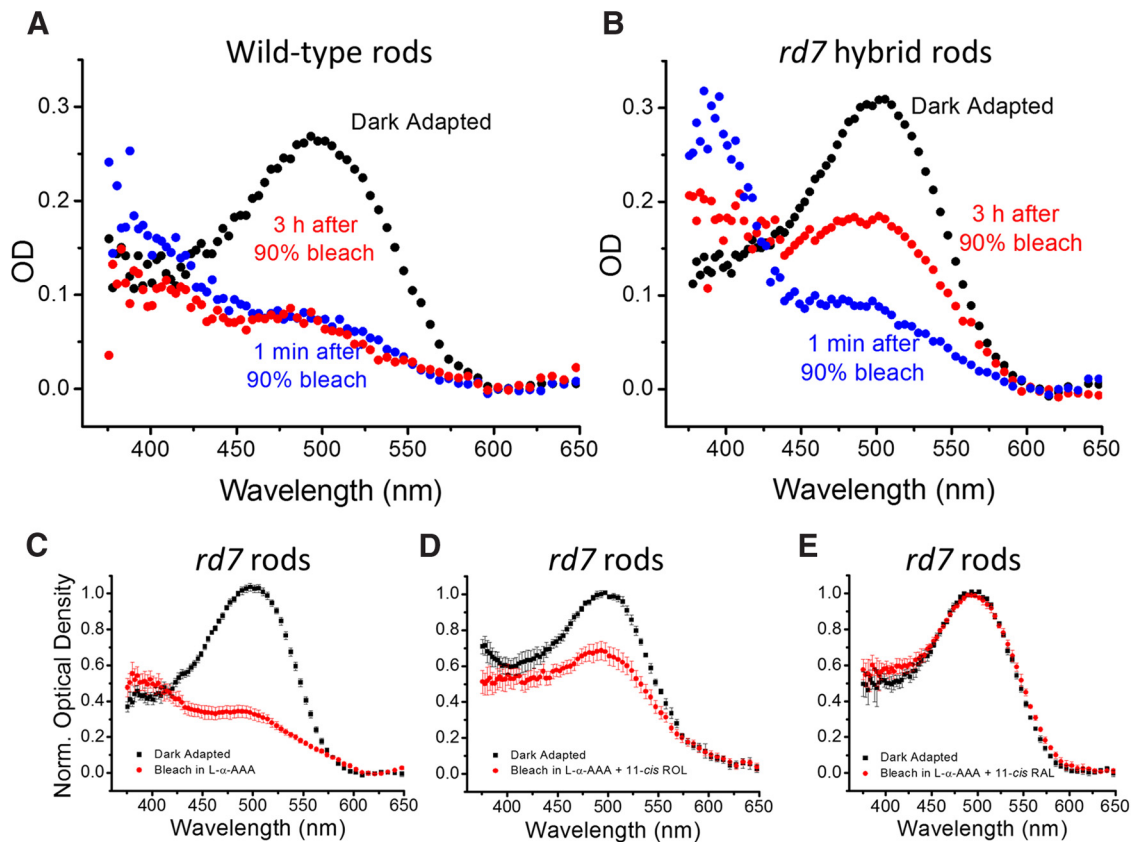 A
Wild-type rods
Dark Adapted
3 h after
90% bleach
1 min after
90% bleach
OD
0.3
0.2
0.1
0.0
400 450 500 550 600 650
Wavelength (nm)
B
rd7 hybrid rods
Dark Adapted
3 h after
90% bleach
1 min after
90% bleach
OD
0.3
0.2
0.1
0.0
400 450 500 550 600 650
Wavelength (nm)
C
rd7 rods
Norm. Optical Density
1.0
0.8
0.6
0.4
0.2
0.0
Dark Adapted
Bleach in L-α-AAA
400 450 500 550 600 650
Wavelength (nm)
D
rd7 rods
1.0
0.8
0.6
0.4
0.2
0.0
Dark Adapted
Bleach in L-α-AAA + 11-cis ROL
400 450 500 550 600 650
Wavelength (nm)
E
rd7 rods
1.0
0.8
0.6
0.4
0.2
0.0
Dark Adapted
Bleach in L-α-AAA + 11-cis RAL
400 450 500 550 600 650
Wavelength (nm)